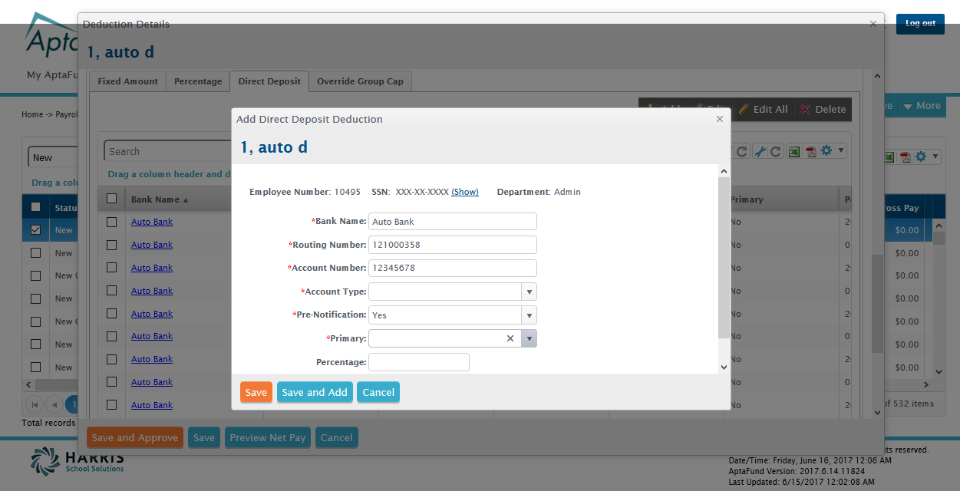 Deduction Details
Log out
1, auto d
Apta
My AptaFu
Fixed Amount Percentage Direct Deposit Override Group Cap
More
Home -> Payrol
Edit All Delete
Add Direct Deposit Deduction
1, auto d
New
Search
Drag a colu
Drag a column header and d
Bank Name
Primary
Status
oss Pay
Employee Number: 10495 SSN: XXX-XX-XXXX (Show) Department: Admin
*Bank Name: Auto Bank
*Routing Number: 121000358
*Account Number: 12345678
*Account Type:
*Pre-Notification: Yes
*Primary:
Percentage:
Save Save and Add Cancel
New Auto Bank No $0.00
New Auto Bank No $0.00
New Auto Bank No $0.00
New Auto Bank No $0.00
New Auto Bank No $0.00
New Auto Bank No $0.00
New Auto Bank No $0.00
Auto Bank No
Auto Bank No
1
of 532 items
Total records
Save and Approve Save Preview Net Pay Cancel
HARRIS
School Solutions
ts reserved.
Date/Time: Friday, June 16, 2017 12:06 AM
AptaFund Version: 2017.6.14.11824
Last Updated: 6/15/2017 12:02:08 AM